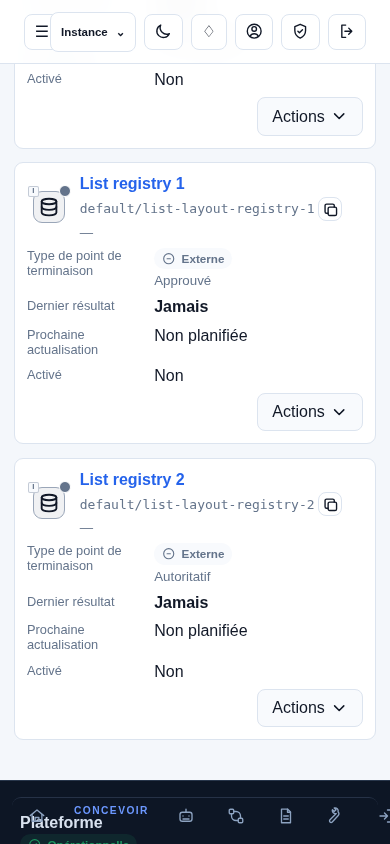 Instance
Activé Non
Actions
List registry 1
default/list-layout-registry-1
—
Type de point de terminaison
Externe
Approuvé
Dernier résultat Jamais
Prochaine actualisation
Non planifiée
Activé Non
Actions
List registry 2
default/list-layout-registry-2
—
Type de point de terminaison
Externe
Autoritatif
Dernier résultat Jamais
Prochaine actualisation
Non planifiée
Activé Non
Actions
CONCEVOIR
Plateforme
Opérationnelle